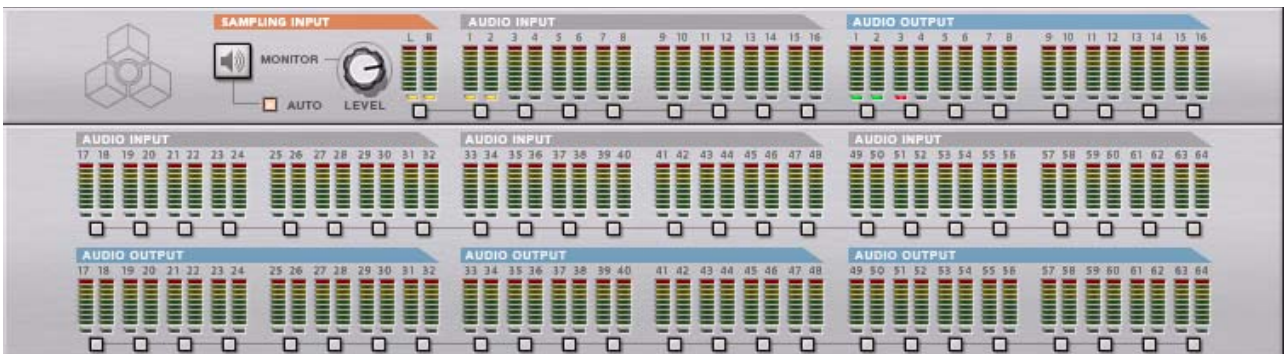 SAMPLING INPUT AUDIO INPUT AUDIO OUTPUT
L R 1 2 3 4 5 6 7 8 9 10 11 12 13 14 15 16 1 2 3 4 5 6 7 8 9 10 11 12 13 14 15 16
MONITOR
AUTO LEVEL
AUDIO INPUT AUDIO INPUT AUDIO INPUT
17 18 19 20 21 22 23 24 25 26 27 28 29 30 31 32 33 34 35 36 37 38 39 40 41 42 43 44 45 46 47 48 49 50 51 52 53 54 55 56 57 58 59 60 61 62 63 64
AUDIO OUTPUT AUDIO OUTPUT AUDIO OUTPUT
17 18 19 20 21 22 23 24 25 26 27 28 29 30 31 32 33 34 35 36 37 38 39 40 41 42 43 44 45 46 47 48 49 50 51 52 53 54 55 56 57 58 59 60 61 62 63 64